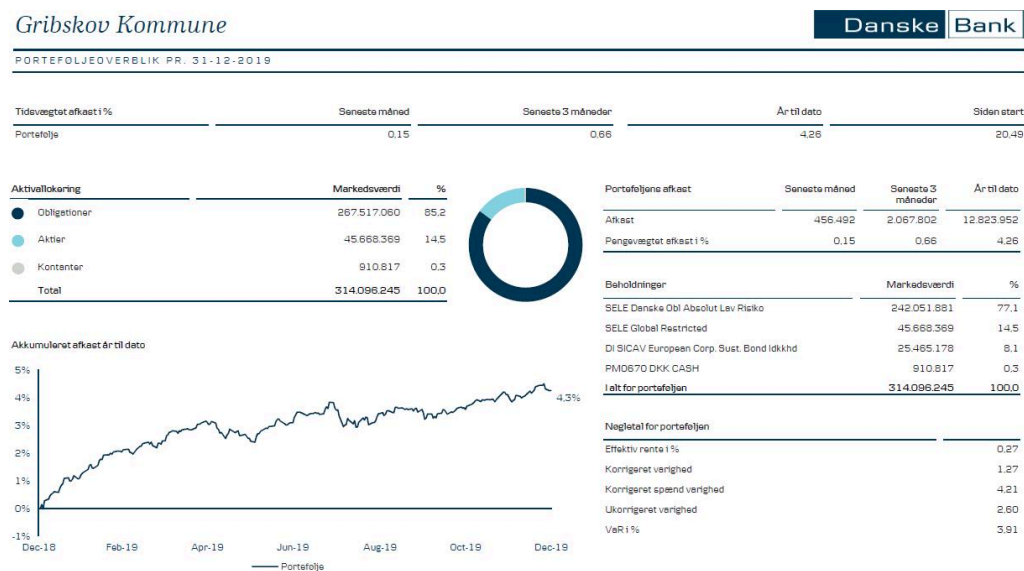 Gribskov Kommune
Danske Bank
PORTEFØLJEOVERBLIK PR. 31-12-2019
Tidsvægtet afkast i % Seneste måned Seneste 3 måneder År til dato Siden start
Portefølje 0,15 0,66 4,26 20,49
Aktivallokering Markedsværdi %
Obligationer 267.517.060 85,2
Aktier 45.668.369 14,5
Kontanter 910.817 0,3
Total 314.096.245 100,0
Porteføljens afkast Seneste måned Seneste 3 måneder År til dato
Afkast 456.492 2.067.802 12.823.952
Pengevægtet afkast i % 0,15 0,66 4,26
Beholdninger Markedsværdi %
SELE Danske Obl Absolut Lav Risiko 242.051.881 77,1
SELE Global Restricted 45.668.369 14,5
DI SICAV European Corp. Sust. Bond Idkkhd 25.465.178 8,1
PM0670 DKK CASH 910.817 0,3
I alt for porteføljen 314.096.245 100,0
Akkumuleret afkast år til dato
5%
4%
3%
2%
1%
0%
-1%
4.3%
Dec-18 Feb-19 Apr-19 Jun-19 Aug-19 Oct-19 Dec-19
Portefølje
Nøgletal for porteføljen
Effektiv rente i % 0,27
Korrigeret varighed 1,27
Korrigeret spænd varighed 4,21
Ukorrigeret varighed 2,60
VaR i % 3,91